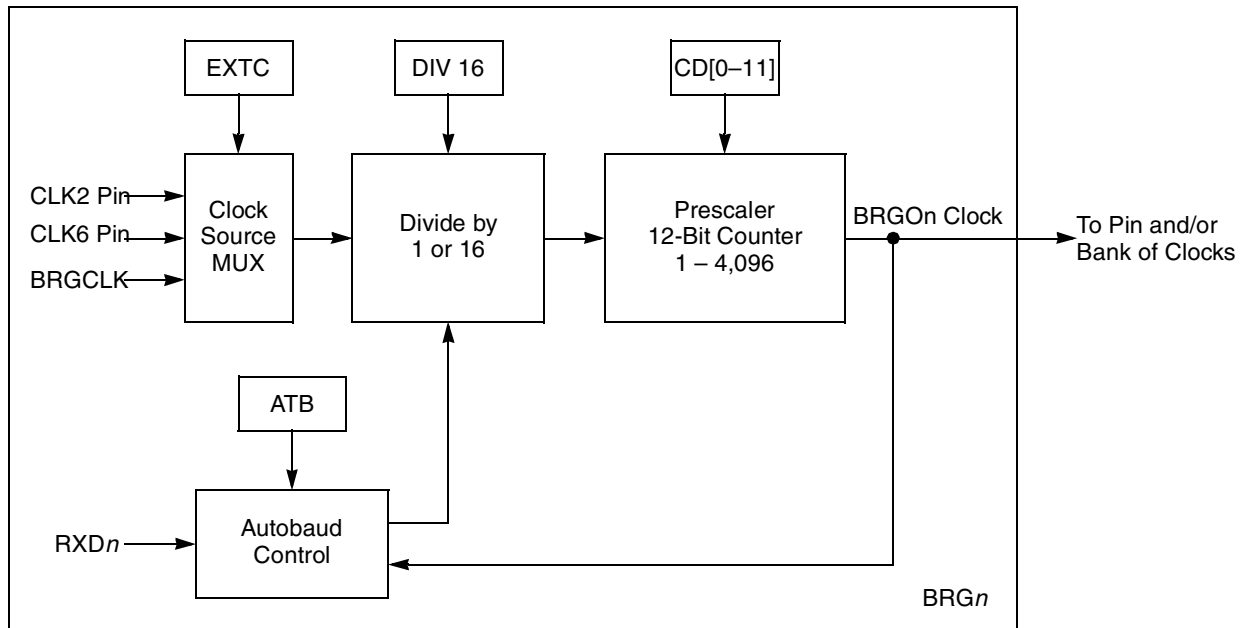 EXTC
DIV 16
CD[0–11]
CLK2 Pin
CLK6 Pin
BRGCLK
Clock
Source
MUX
Divide by
1 or 16
Prescaler
12-Bit Counter
1 – 4,096
BRGOn Clock
To Pin and/or
Bank of Clocks
ATB
RXDn
Autobaud
Control
BRGn